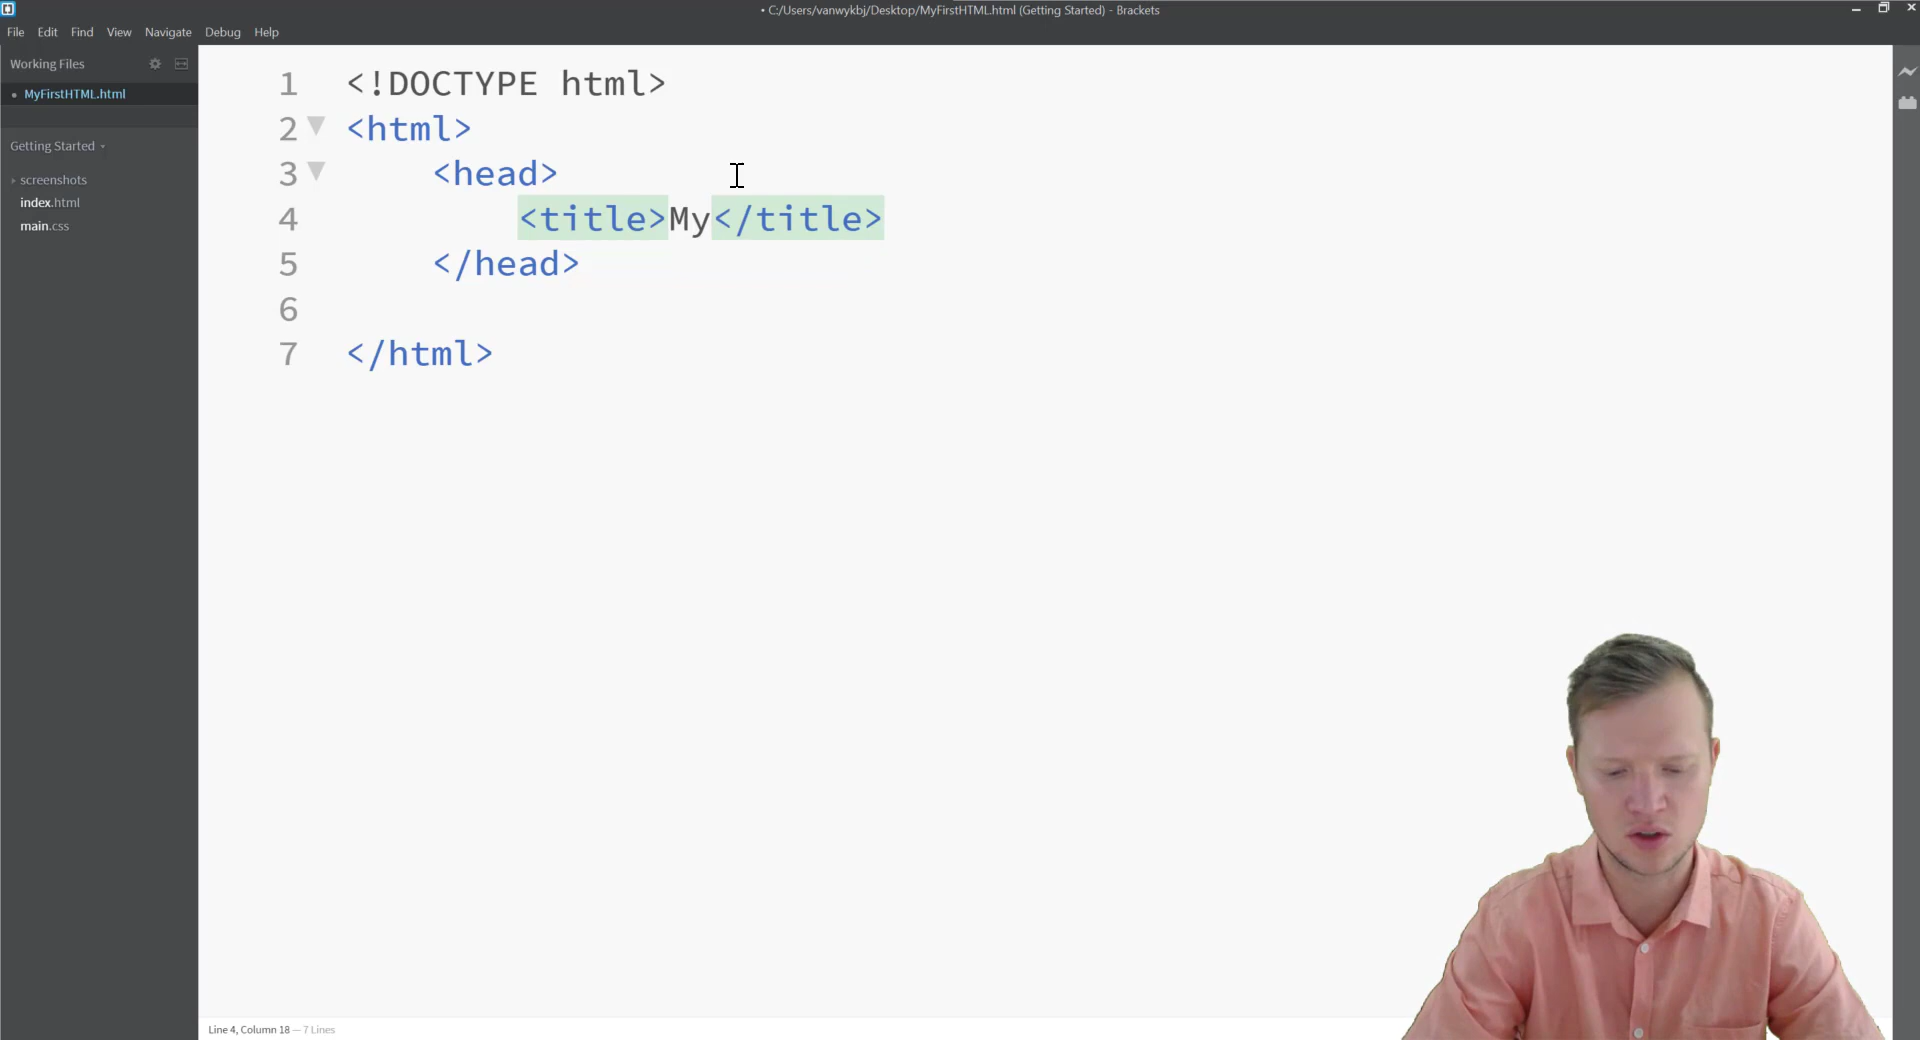 • C:/Users/vanwykbj/Desktop/MyFirstHTML.html (Getting Started) - Brackets
File Edit Find View Navigate Debug Help
Working Files
• MyFirstHTML.html
Getting Started
screenshots
index.html
main.css
1 <!DOCTYPE html>
2 <html>
3 <head>
4 <title>My</title>
5 </head>
6
7 </html>
Line 4, Column 18 — 7 Lines